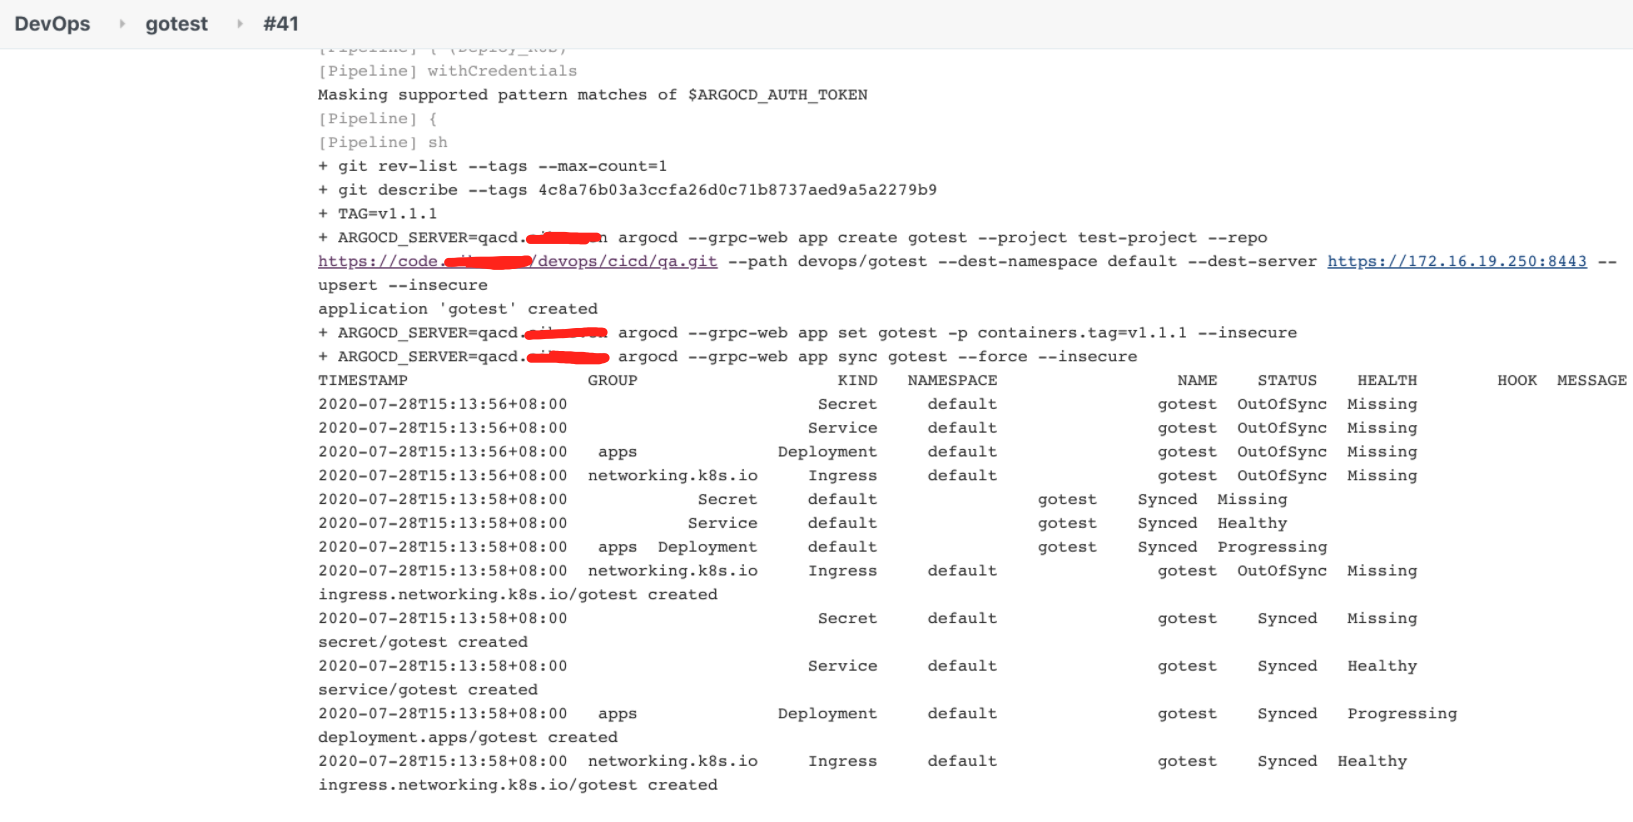 DevOps gotest #41
[Pipeline] { (Deploy_K8S)
[Pipeline] withCredentials
Masking supported pattern matches of $ARGOCD_AUTH_TOKEN
[Pipeline] {
[Pipeline] sh
+ git rev-list --tags --max-count=1
+ git describe --tags 4c8a76b03a3ccfa26d0c71b8737aed9a5a2279b9
+ TAG=v1.1.1
+ ARGOCD_SERVER=qacd. argocd --grpc-web app create gotest --project test-project --repo
https://code. /devops/cicd/qa.git --path devops/gotest --dest-namespace default --dest-server https://172.16.19.250:8443 --
upsert --insecure
application 'gotest' created
+ ARGOCD_SERVER=qacd. argocd --grpc-web app set gotest -p containers.tag=v1.1.1 --insecure
+ ARGOCD_SERVER=qacd. argocd --grpc-web app sync gotest --force --insecure
TIMESTAMP GROUP KIND NAMESPACE NAME STATUS HEALTH HOOK MESSAGE
2020-07-28T15:13:56+08:00 Secret default gotest OutOfSync Missing
2020-07-28T15:13:56+08:00 Service default gotest OutOfSync Missing
2020-07-28T15:13:56+08:00 apps Deployment default gotest OutOfSync Missing
2020-07-28T15:13:56+08:00 networking.k8s.io Ingress default gotest OutOfSync Missing
2020-07-28T15:13:58+08:00 Secret default gotest Synced Missing
2020-07-28T15:13:58+08:00 Service default gotest Synced Healthy
2020-07-28T15:13:58+08:00 apps Deployment default gotest Synced Progressing
2020-07-28T15:13:58+08:00 networking.k8s.io Ingress default gotest OutOfSync Missing
ingress.networking.k8s.io/gotest created
2020-07-28T15:13:58+08:00 Secret default gotest Synced Missing
secret/gotest created
2020-07-28T15:13:58+08:00 Service default gotest Synced Healthy
service/gotest created
2020-07-28T15:13:58+08:00 apps Deployment default gotest Synced Progressing
deployment.apps/gotest created
2020-07-28T15:13:58+08:00 networking.k8s.io Ingress default gotest Synced Healthy
ingress.networking.k8s.io/gotest created